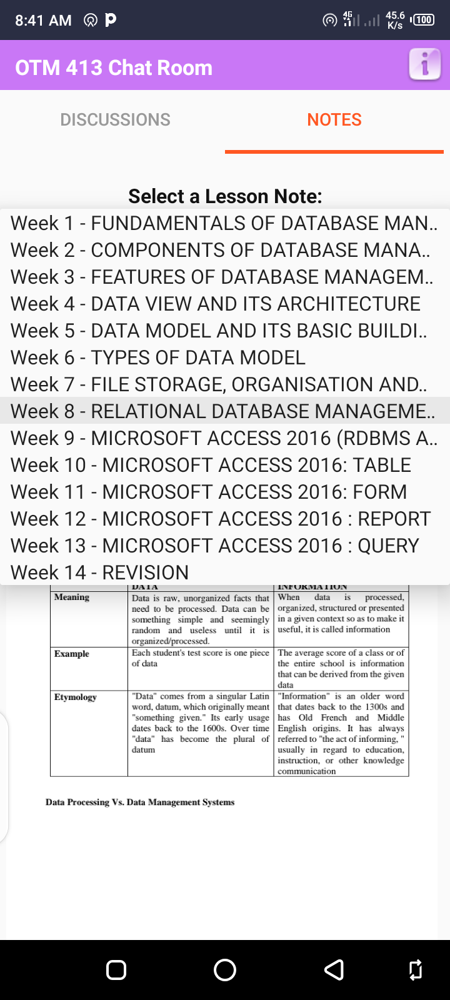 8:41 AM
4G
45.6
K/s
100
OTM 413 Chat Room
i
DISCUSSIONS
NOTES
Select a Lesson Note:
Week 1 - FUNDAMENTALS OF DATABASE MAN..
Week 2 - COMPONENTS OF DATABASE MANA..
Week 3 - FEATURES OF DATABASE MANAGEM..
Week 4 - DATA VIEW AND ITS ARCHITECTURE
Week 5 - DATA MODEL AND ITS BASIC BUILDI..
Week 6 - TYPES OF DATA MODEL
Week 7 - FILE STORAGE, ORGANISATION AND..
Week 8 - RELATIONAL DATABASE MANAGEME..
Week 9 - MICROSOFT ACCESS 2016 (RDBMS A..
Week 10 - MICROSOFT ACCESS 2016: TABLE
Week 11 - MICROSOFT ACCESS 2016: FORM
Week 12 - MICROSOFT ACCESS 2016 : REPORT
Week 13 - MICROSOFT ACCESS 2016 : QUERY
Week 14 - REVISION
DATA
INFORMATION
Meaning
Data is raw, unorganized facts that
need to be processed. Data can be
something simple and seemingly
random and useless until it is
organized/processed.
When data is processed,
organized, structured or presented
in a given context so as to make it
useful, it is called information
Example
Each student's test score is one piece
of data
The average score of a class or of
the entire school is information
that can be derived from the given
data
Etymology
"Data" comes from a singular Latin
word, datum, which originally meant
"something given." Its early usage
dates back to the 1600s. Over time
"data" has become the plural of
datum
"Information" is an older word
that dates back to the 1300s and
has Old French and Middle
English origins. It has always
referred to "the act of informing, "
usually in regard to education,
instruction, or other knowledge
communication
Data Processing Vs. Data Management Systems